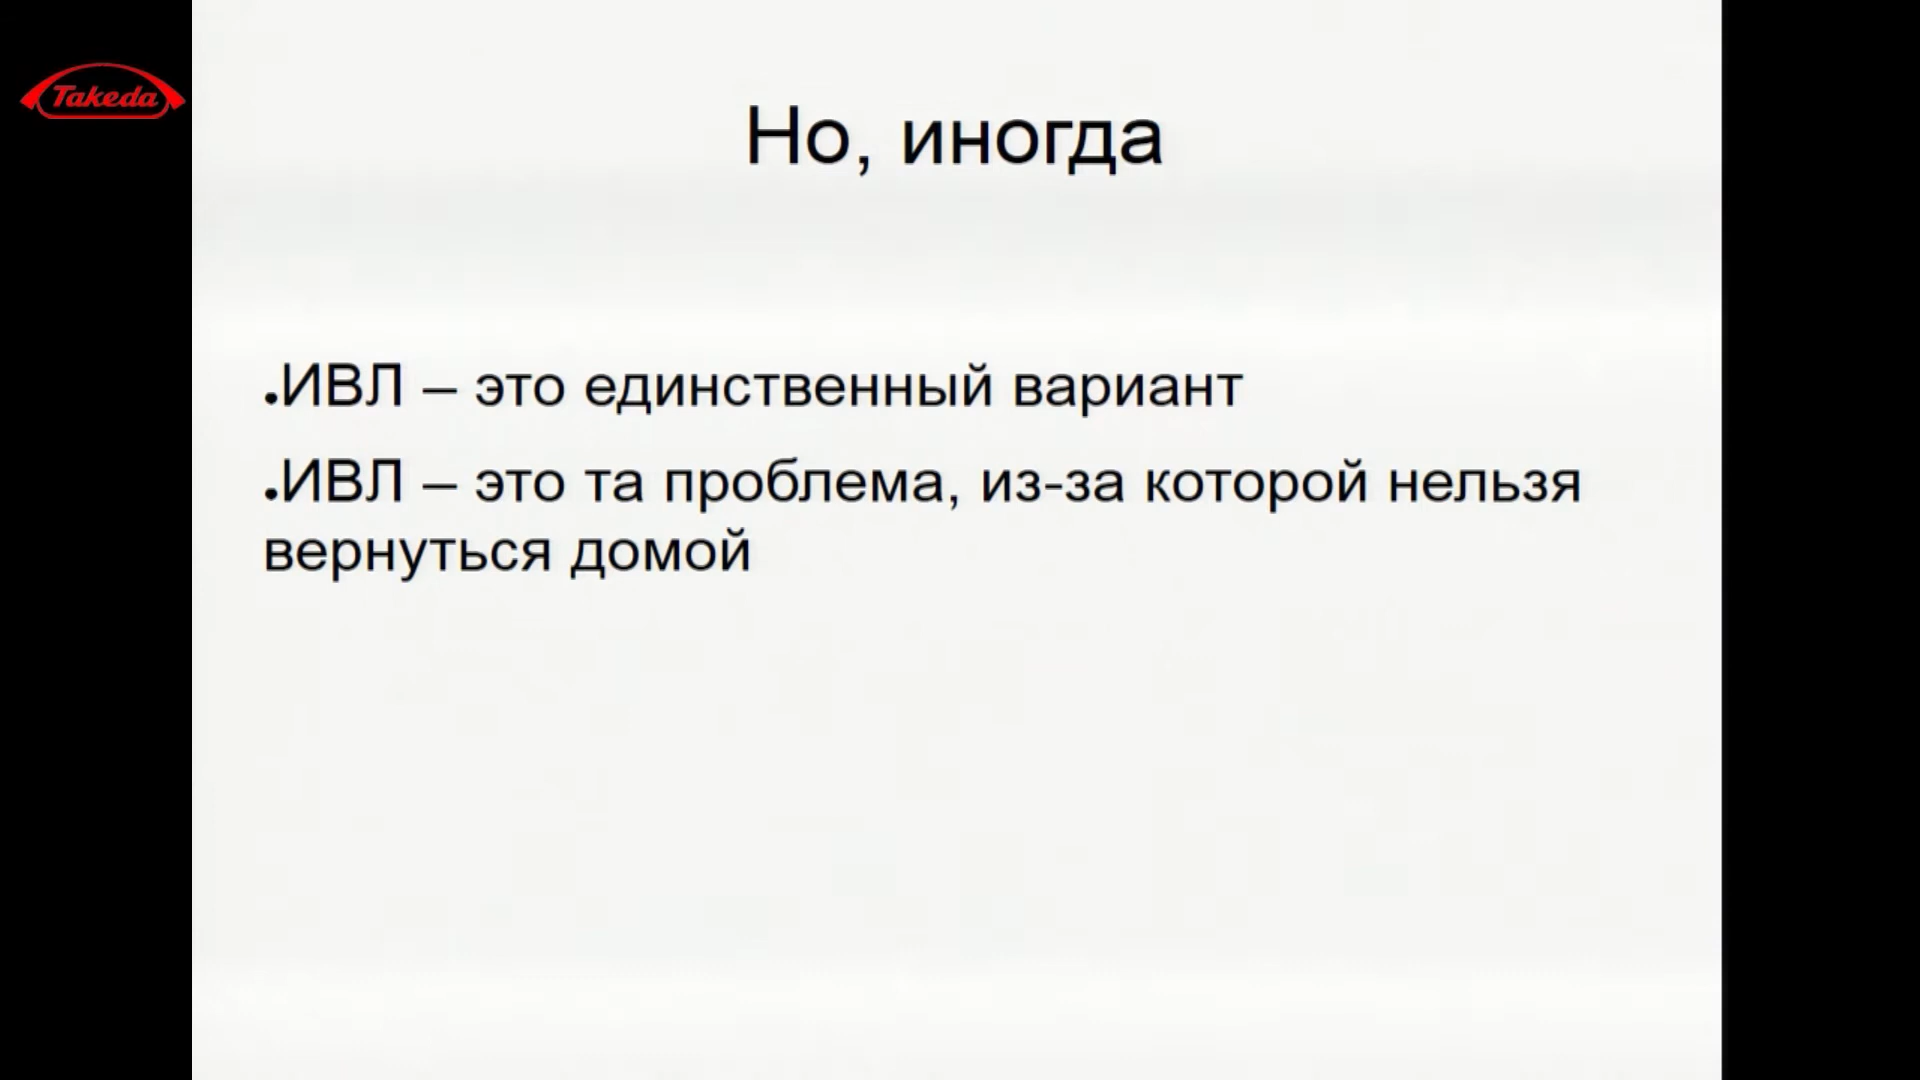 Takeda
Но, иногда
●ИВЛ – это единственный вариант
●ИВЛ – это та проблема, из-за которой нельзя
вернуться домой